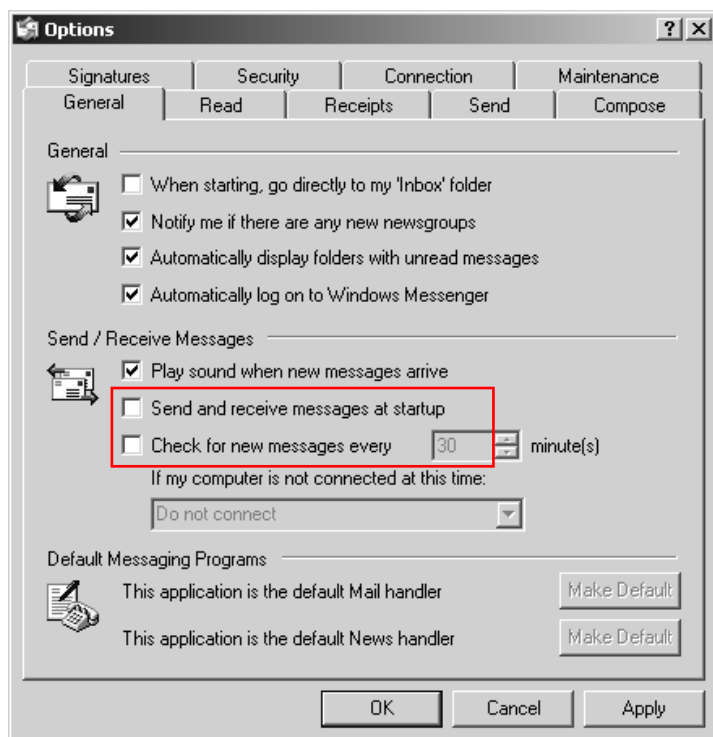 Options
Signatures Security Connection Maintenance
General Read Receipts Send Compose
General
When starting, go directly to my 'Inbox' folder
Notify me if there are any new newsgroups
Automatically display folders with unread messages
Automatically log on to Windows Messenger
Send / Receive Messages
Play sound when new messages arrive
Send and receive messages at startup
Check for new messages every 30 minute(s)
If my computer is not connected at this time:
Do not connect
Default Messaging Programs
This application is the default Mail handler Make Default
This application is the default News handler Make Default
OK Cancel Apply